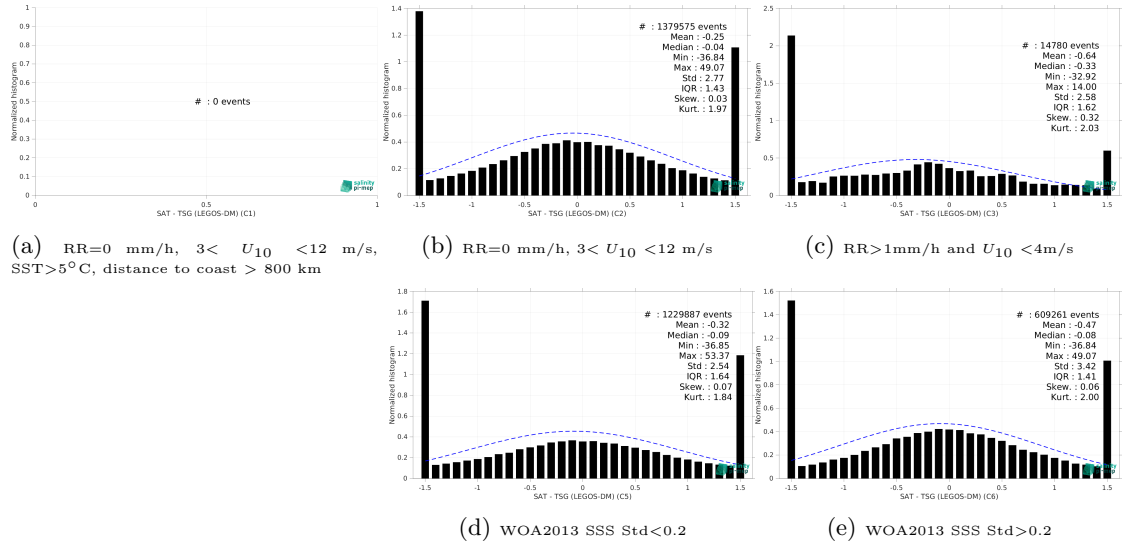 Normalized histogram
1
0.9
0.8
0.7
0.6
0.5
0.4
0.3
0.2
0.1
0
# : 0 events
0
0.5
1
SAT - TSG (LEGOS-DM) (C1)
salinity
pi-mep
(a) RR=0 mm/h, 3< U10 <12 m/s,
SST>5°C, distance to coast > 800 km
Normalized histogram
1.4
1.2
1
0.8
0.6
0.4
0.2
0
# : 1379575 events
Mean : -0.25
Median : -0.04
Min : -36.84
Max : 49.07
Std : 2.77
IQR : 1.43
Skew. : 0.03
Kurt. : 1.97
-1.5
-1
-0.5
0
0.5
1
1.5
SAT - TSG (LEGOS-DM) (C2)
salinity
pi-mep
(b) RR=0 mm/h, 3< U10 <12 m/s
Normalized histogram
2.5
2
1.5
1
0.5
0
# : 14780 events
Mean : -0.64
Median : -0.33
Min : -32.92
Max : 14.00
Std : 2.58
IQR : 1.62
Skew. : 0.32
Kurt. : 2.03
-1.5
-1
-0.5
0
0.5
1
1.5
SAT - TSG (LEGOS-DM) (C3)
salinity
pi-mep
(c) RR>1mm/h and U10 <4m/s
Normalized histogram
1.8
1.6
1.4
1.2
1
0.8
0.6
0.4
0.2
0
# : 1229887 events
Mean : -0.32
Median : -0.09
Min : -36.85
Max : 53.37
Std : 2.54
IQR : 1.64
Skew. : 0.07
Kurt. : 1.84
-1.5
-1
-0.5
0
0.5
1
1.5
SAT - TSG (LEGOS-DM) (C5)
salinity
pi-mep
(d) WOA2013 SSS Std<0.2
Normalized histogram
1.6
1.4
1.2
1
0.8
0.6
0.4
0.2
0
# : 609261 events
Mean : -0.47
Median : -0.08
Min : -36.84
Max : 49.07
Std : 3.42
IQR : 1.41
Skew. : 0.06
Kurt. : 2.00
-1.5
-1
-0.5
0
0.5
1
1.5
SAT - TSG (LEGOS-DM) (C6)
salinity
pi-mep
(e) WOA2013 SSS Std>0.2